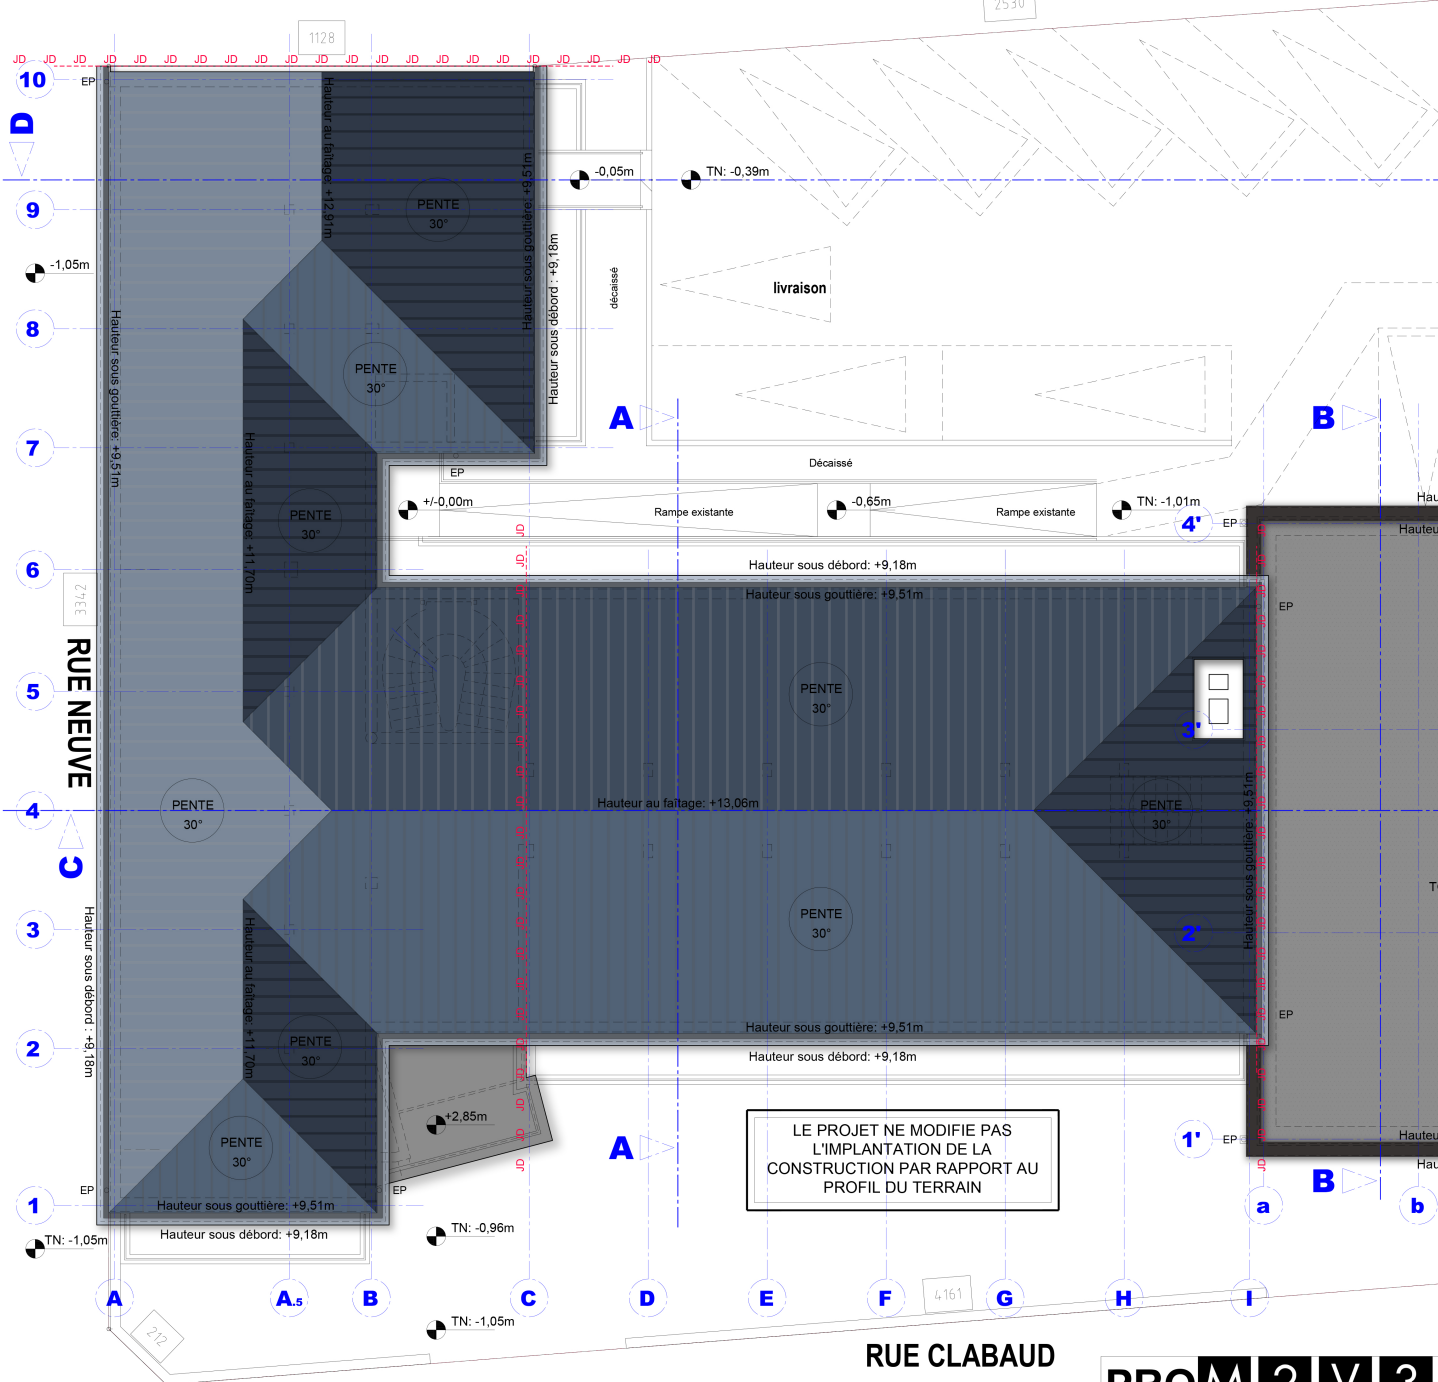 2530
1128
JD JD JD JD JD JD JD JD JD JD JD JD JD JD JD JD JD JD JD JD JD JD
10
EP
D
Hauteur au faîtage: +12,91m
Hauteur sous gouttière: +9,51m
-0,05m
TN: -0,39m
PENTE
30°
9
-1,05m
Hauteur sous débord : +9,18m
décaissé
livraison
Hauteur sous gouttière: +9,51m
8
PENTE
30°
A
B
7
Hauteur au faîtage: +11,70m
EP
Décaissé
+/-0,00m
Rampe existante
-0,65m
Rampe existante
TN: -1,01m
4'
EP
PENTE
30°
6
Hauteur sous débord: +9,18m
Hauteur sous gouttière: +9,51m
EP
3342
RUE NEUVE
5
PENTE
30°
3'
PENTE
30°
4
Hauteur au faîtage: +13,06m
PENTE
30°
Hauteur sous gouttière: +9,51m
C
3
Hauteur sous débord : +9,18m
Hauteur au faîtage: +11,70m
PENTE
30°
2'
EP
Hauteur sous gouttière: +9,51m
2
PENTE
30°
Hauteur sous débord: +9,18m
+2,85m
PENTE
30°
A
LE PROJET NE MODIFIE PAS
L'IMPLANTATION DE LA
CONSTRUCTION PAR RAPPORT AU
PROFIL DU TERRAIN
1'
EP
B
EP
EP
1
Hauteur sous gouttière: +9,51m
Hauteur sous débord: +9,18m
TN: -1,05m
TN: -0,96m
a
b
A
A.5
B
C
D
E
F
G
H
I
4161
212
TN: -1,05m
RUE CLABAUD
PRO M 2 V 3